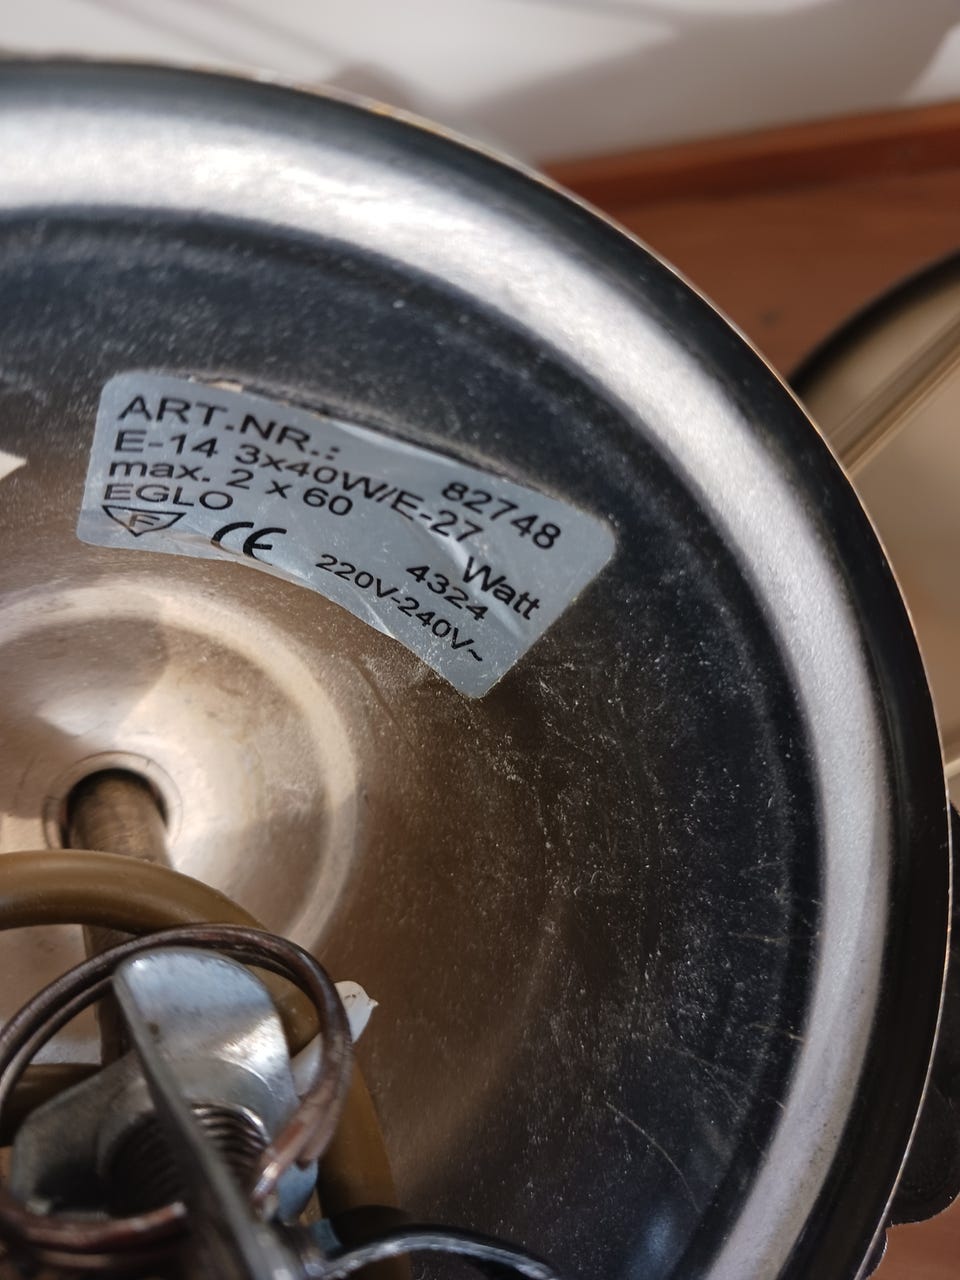 ART.NR.: 82748
E-14 3x40W/E-27
max. 2 x 60 Watt
EGLO 4324
F CE 220V-240V~